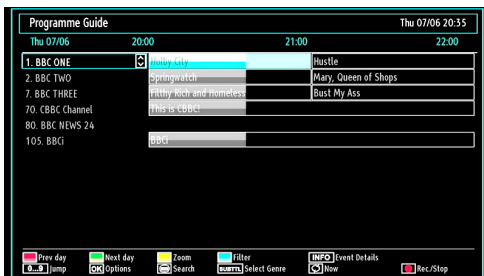 Programme Guide Thu 07/06 20:35
Thu 07/06 20:00 21:00 22:00
1. BBC ONE Holby City Hustle
2. BBC TWO Springwatch Mary, Queen of Shops
7. BBC THREE Filthy Rich and Homeless Bust My Ass
70. CBBC Channel This is CBBC!
80. BBC NEWS 24
105. BBCi BBCi
Prev day Next day Zoom Filter INFO Event Details
0...9 Jump OK Options Search SUBTTL Select Genre Now Rec/Stop